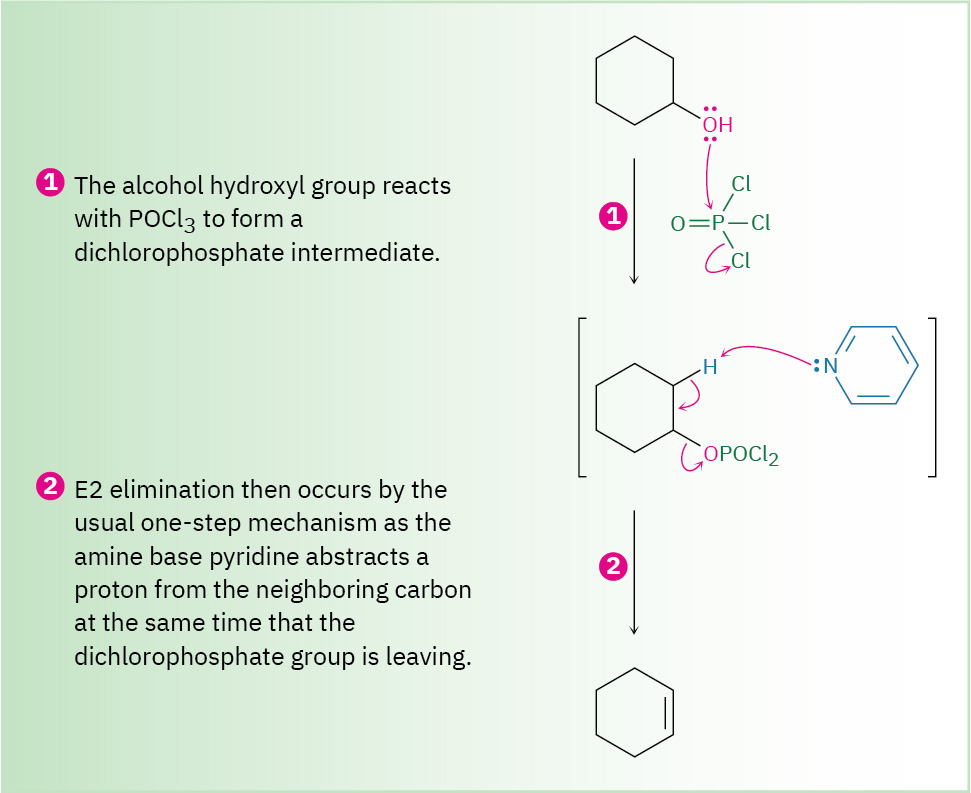 OH
1 The alcohol hydroxyl group reacts
with POCl3 to form a
dichlorophosphate intermediate.
1
Cl
O=P—Cl
Cl
H
:N
OPOCl2
2 E2 elimination then occurs by the
usual one-step mechanism as the
amine base pyridine abstracts a
proton from the neighboring carbon
at the same time that the
dichlorophosphate group is leaving.
2